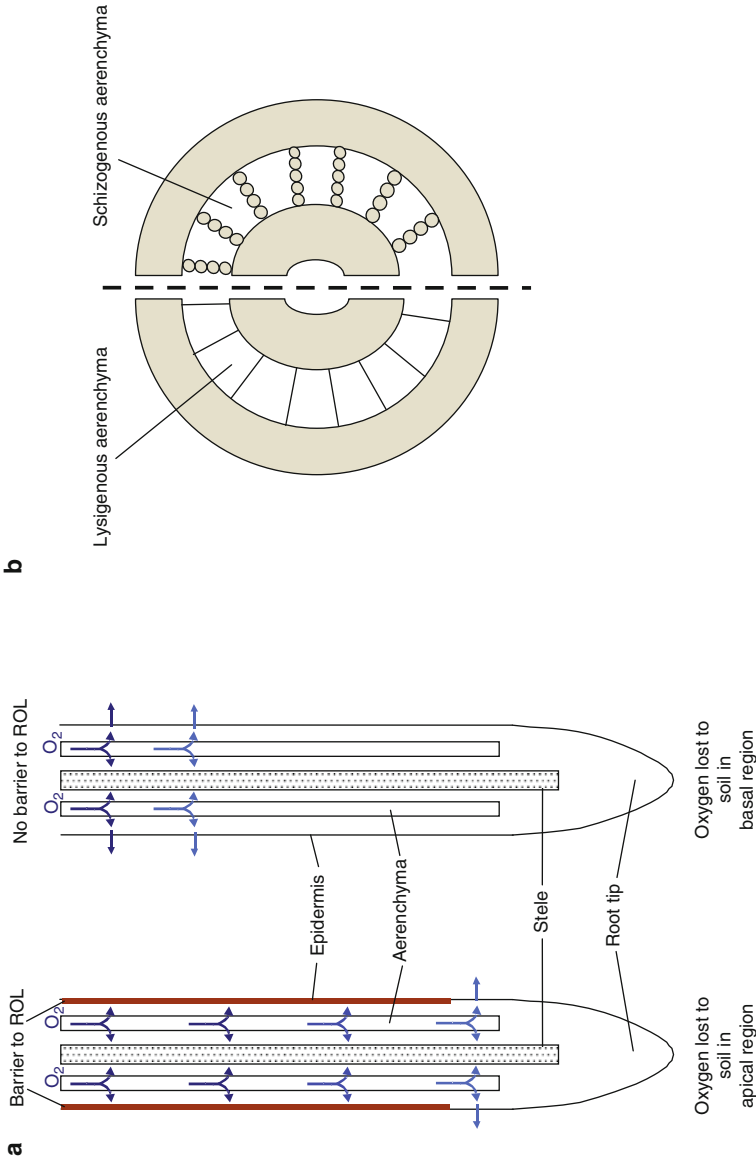 a
Barrier to ROL
No barrier to ROL
O2
O2
O2
O2
Epidermis
Aerenchyma
Stele
Root tip
Oxygen lost to
soil in
apical region
Oxygen lost to
soil in
basal region
b
Lysigenous aerenchyma
Schizogenous aerenchyma